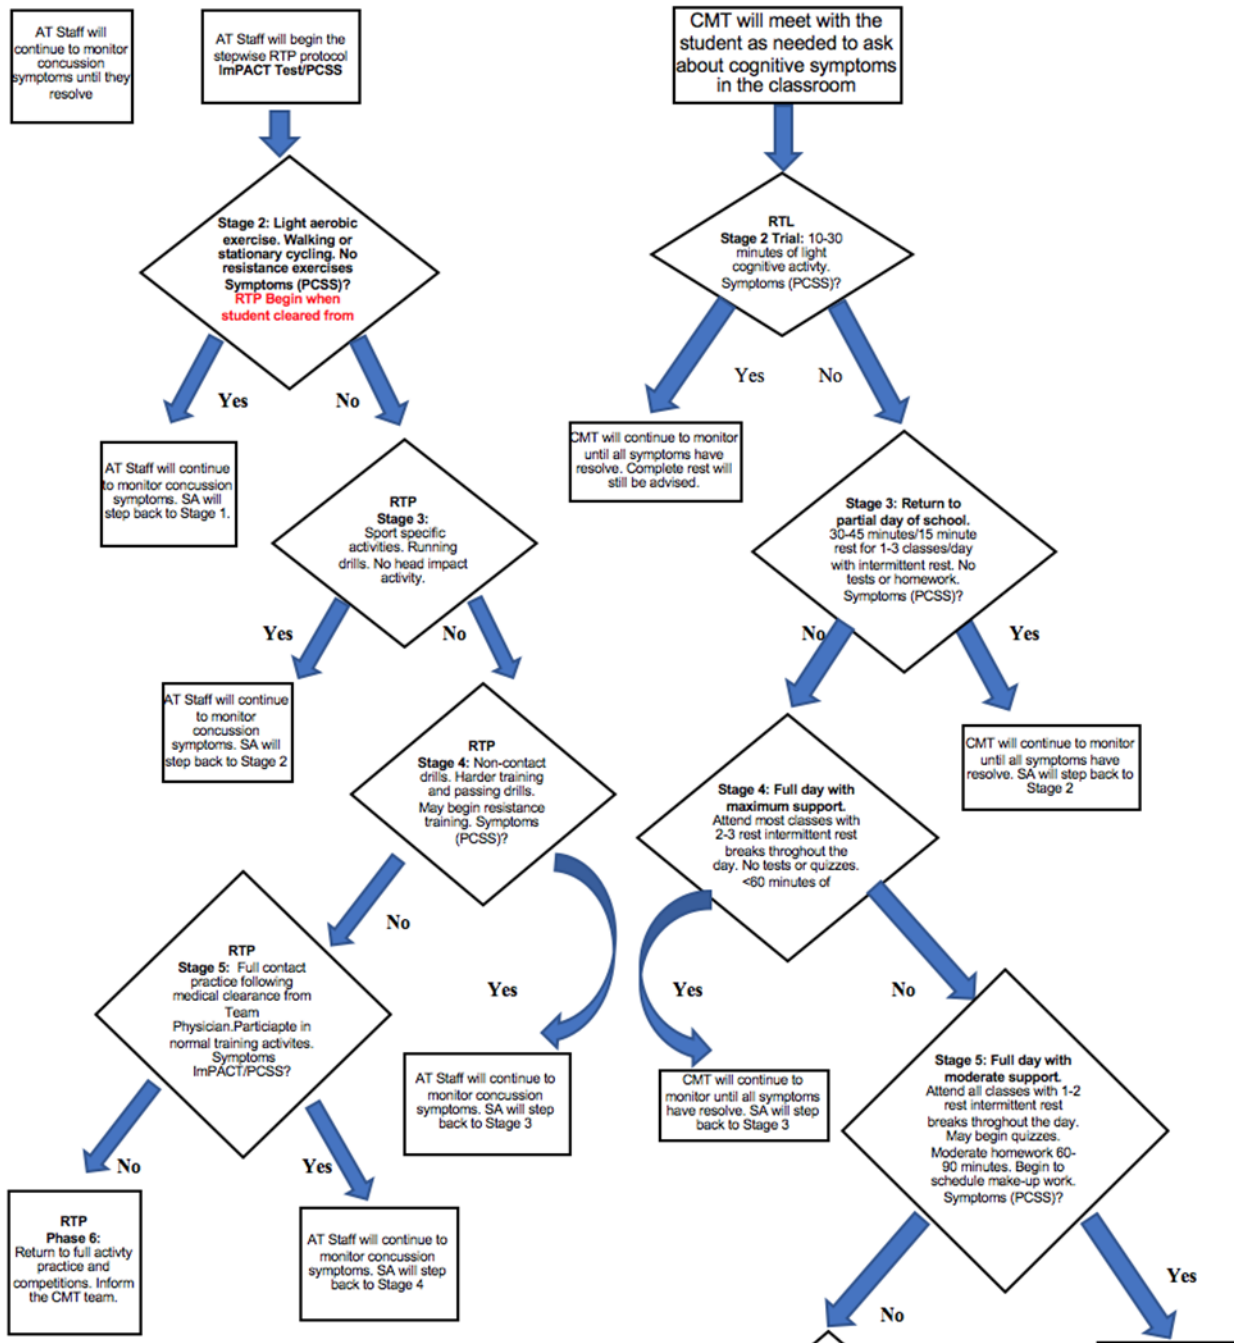 AT Staff will
continue to monitor
concussion
symptoms until they
resolve
AT Staff will begin the
stepwise RTP protocol
ImPACT Test/PCSS
CMT will meet with the
student as needed to ask
about cognitive symptoms
in the classroom
Stage 2: Light aerobic
exercise. Walking or
stationary cycling. No
resistance exercises
Symptoms (PCSS)?
RTP Begin when
student cleared from
RTL
Stage 2 Trial: 10-30
minutes of light
cognitive activty.
Symptoms (PCSS)?
Yes
No
Yes
No
AT Staff will continue
to monitor concussion
symptoms. SA will
step back to Stage 1.
CMT will continue to monitor
until all symptoms have
resolve. Complete rest will
still be advised.
RTP
Stage 3:
Sport specific
activities. Running
drills. No head impact
activity.
Stage 3: Return to
partial day of school.
30-45 minutes/15 minute
rest for 1-3 classes/day
with intermittent rest. No
tests or homework.
Symptoms (PCSS)?
Yes
No
No
Yes
AT Staff will continue
to monitor
concussion
symptoms. SA will
step back to Stage 2
RTP
Stage 4: Non-contact
drills. Harder training
and passing drills.
May begin resistance
training. Symptoms
(PCSS)?
Stage 4: Full day with
maximum support.
Attend most classes with
2-3 rest intermittent rest
breaks throghout the
day. No tests or quizzes.
<60 minutes of
CMT will continue to monitor
until all symptoms have
resolve. SA will step back to
Stage 2
No
Yes
Yes
No
RTP
Stage 5: Full contact
practice following
medical clearance from
Team
Physician.Particiapte in
normal training activites.
Symptoms
ImPACT/PCSS?
AT Staff will continue to
monitor concussion
symptoms. SA will step
back to Stage 3
CMT will continue to
monitor until all symptoms
have resolve. SA will step
back to Stage 3
Stage 5: Full day with
moderate support.
Attend all classes with 1-2
rest intermittent rest
breaks throghout the day.
May begin quizzes.
Moderate homework 60-
90 minutes. Begin to
schedule make-up work.
Symptoms (PCSS)?
No
Yes
RTP
Phase 6:
Return to full activty
practice and
competitions. Inform
the CMT team.
AT Staff will continue to
monitor concussion
symptoms. SA will step
back to Stage 4
No
Yes